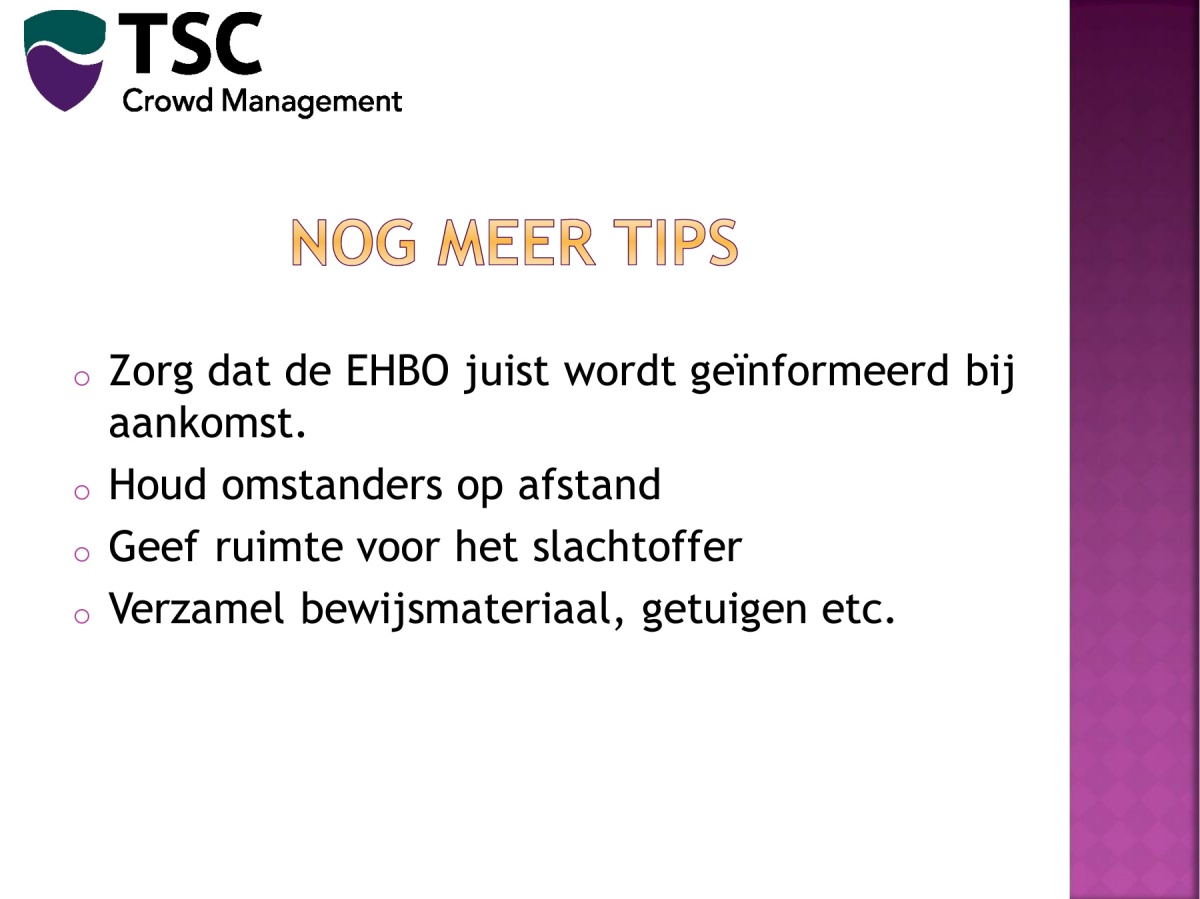 TSC
Crowd Management
NOG MEER TIPS
o Zorg dat de EHBO juist wordt geïnformeerd bij
aankomst.
o Houd omstanders op afstand
o Geef ruimte voor het slachtoffer
o Verzamel bewijsmateriaal, getuigen etc.